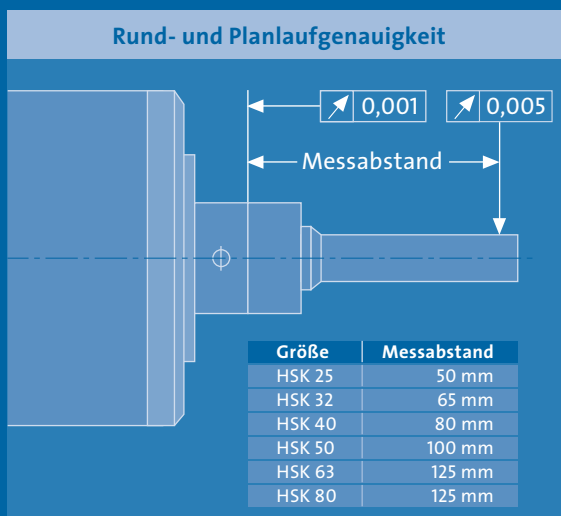 Rund- und Planlaufgenauigkeit
0,001 0,005
Messabstand
Größe Messabstand
HSK 25 50 mm
HSK 32 65 mm
HSK 40 80 mm
HSK 50 100 mm
HSK 63 125 mm
HSK 80 125 mm